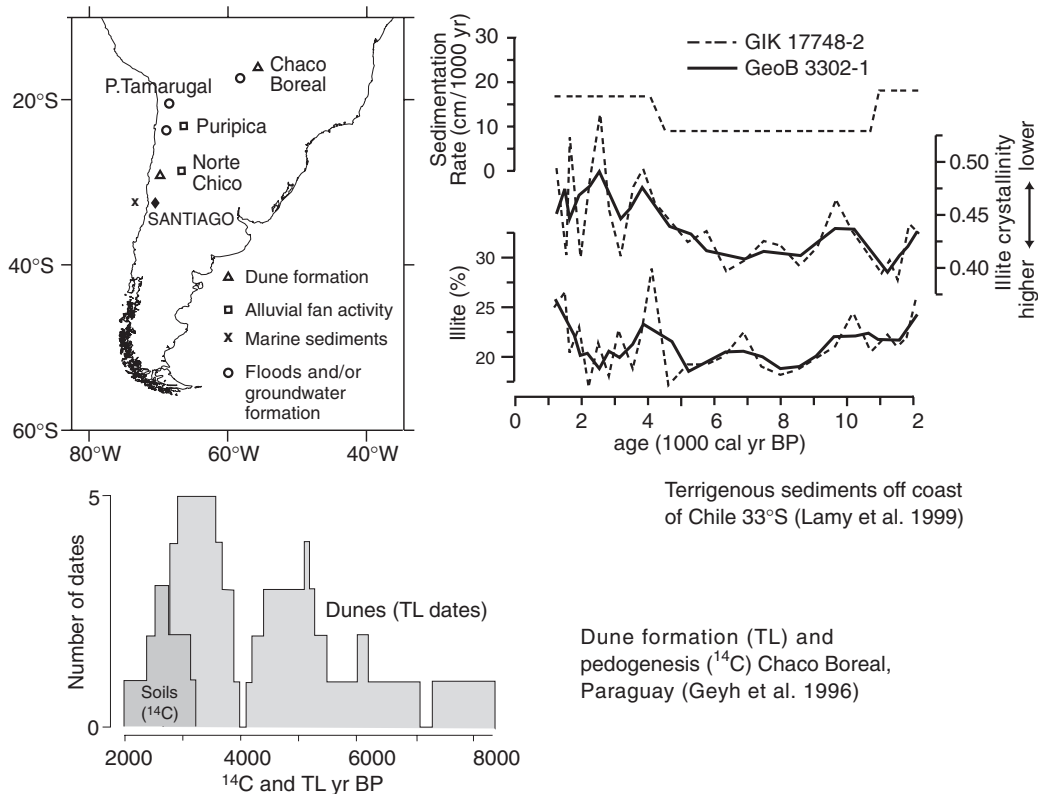 20°S
40°S
60°S
80°W
60°W
40°W
P.Tamarugal
Chaco
Boreal
Puripica
Norte
Chico
SANTIAGO
Dune formation
Alluvial fan activity
x Marine sediments
Floods and/or
groundwater
formation
Sedimentation
Rate (cm/1000 yr)
30
20
10
0
GIK 17748-2
GeoB 3302-1
Illite (%)
30
25
20
0.50
0.45
0.40
Illite crystallinity
higher
lower
0 2 4 6 8 10 2
age (1000 cal yr BP)
Terrigenous sediments off coast
of Chile 33°S (Lamy et al. 1999)
5
0
Number of dates
Dunes (TL dates)
Soils
(14C)
2000 4000 6000 8000
14C and TL yr BP
Dune formation (TL) and
pedogenesis (14C) Chaco Boreal,
Paraguay (Geyh et al. 1996)